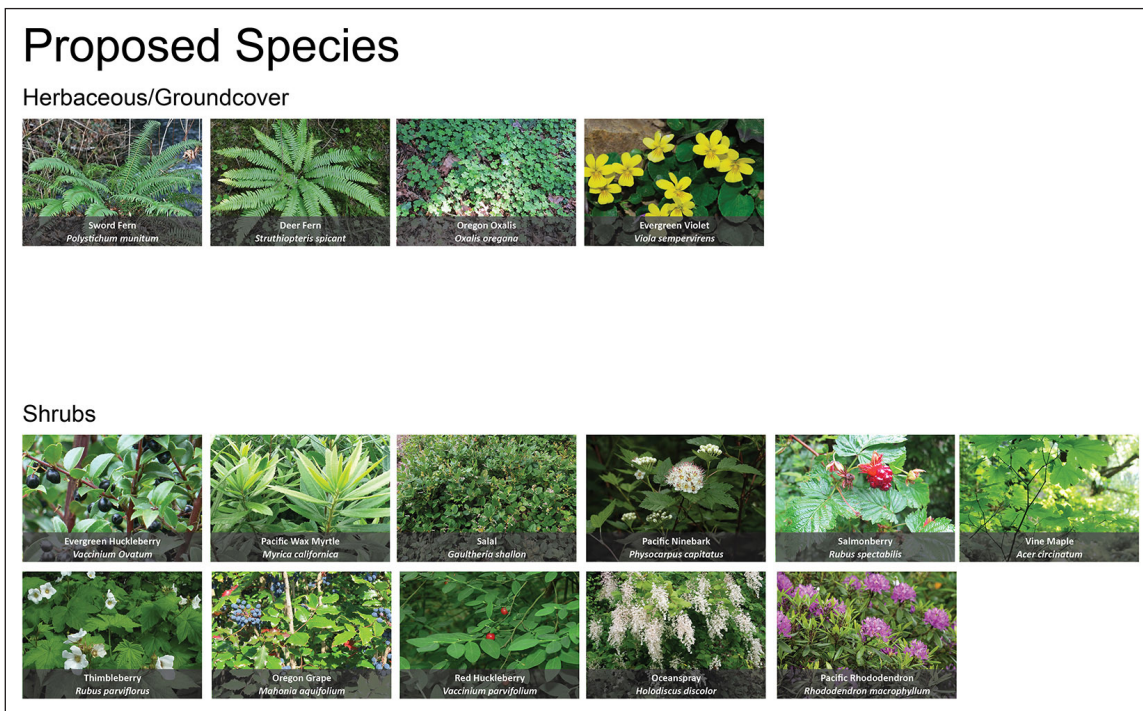 Proposed Species
Herbaceous/Groundcover
Sword Fern
Polystichum munitum
Deer Fern
Struthiopteris spicant
Oregon Oxalis
Oxalis oregana
Evergreen Violet
Viola sempervirens
Shrubs
Evergreen Huckleberry
Vaccinium Ovatum
Pacific Wax Myrtle
Myrica californica
Salal
Gaultheria shallon
Pacific Ninebark
Physocarpus capitatus
Salmonberry
Rubus spectabilis
Vine Maple
Acer circinatum
Thimbleberry
Rubus parviflorus
Oregon Grape
Mahonia aquifolium
Red Huckleberry
Vaccinium parvifolium
Oceanspray
Holodiscus discolor
Pacific Rhododendron
Rhododendron macrophyllum